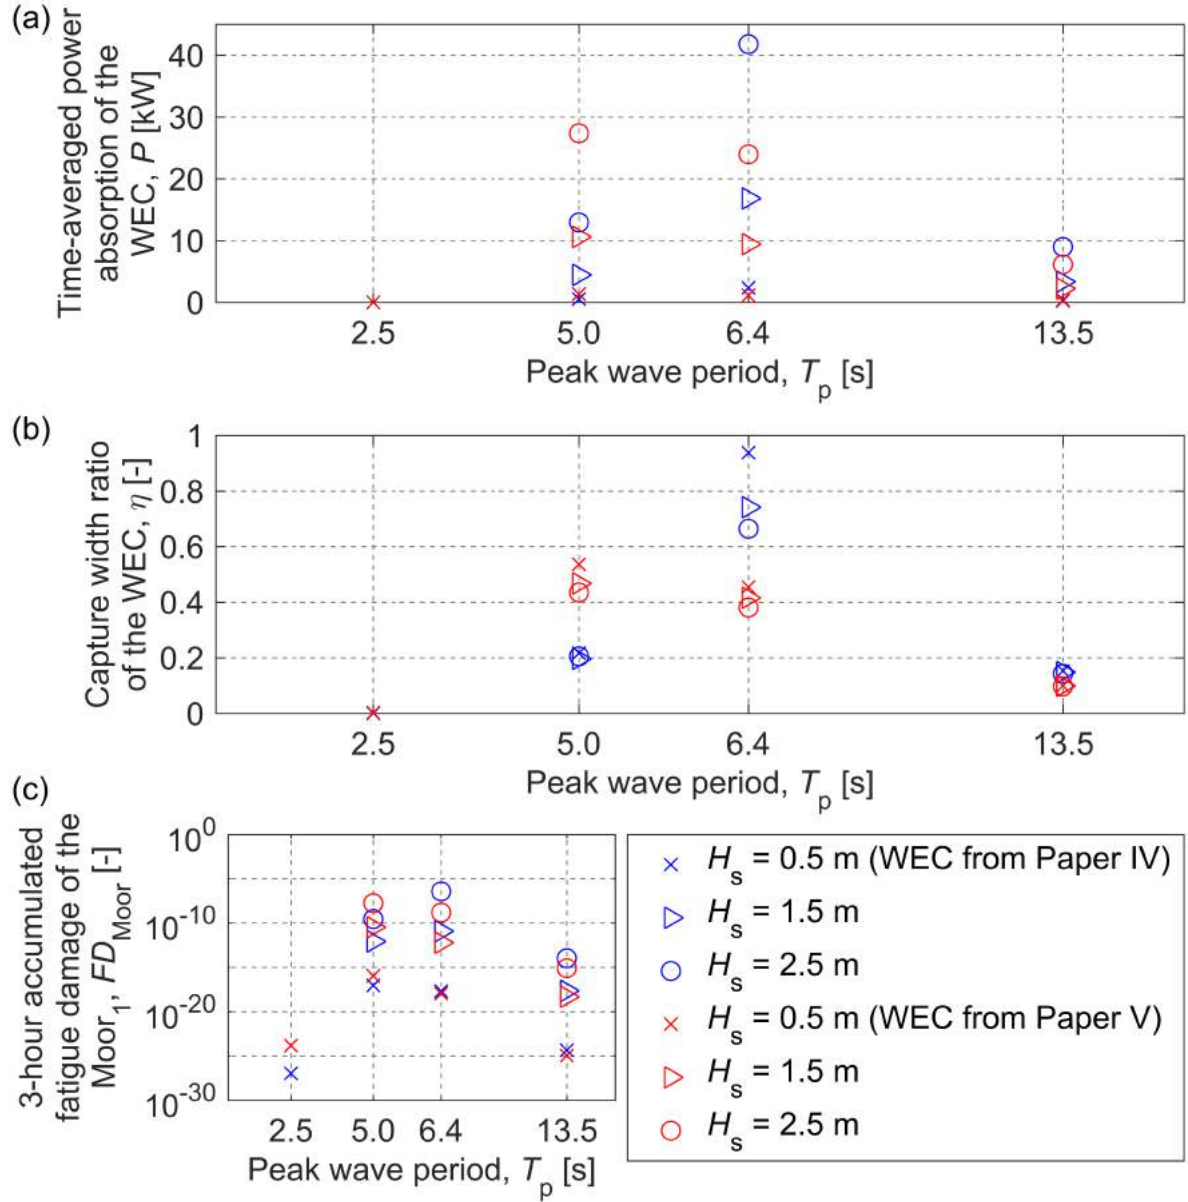 (a)
Time-averaged power
absorption of the
WEC, P [kW]
40
30
20
10
0
2.5 5.0 6.4 13.5
Peak wave period, Tp [s]
(b)
Capture width ratio
of the WEC, η [-]
1
0.8
0.6
0.4
0.2
0
2.5 5.0 6.4 13.5
Peak wave period, Tp [s]
(c)
3-hour accumulated
fatigue damage of the
Moor1, FDMoor [-]
10^0
10^-10
10^-20
10^-30
2.5 5.0 6.4 13.5
Peak wave period, Tp [s]
Hs = 0.5 m (WEC from Paper IV)
Hs = 1.5 m
Hs = 2.5 m
Hs = 0.5 m (WEC from Paper V)
Hs = 1.5 m
Hs = 2.5 m